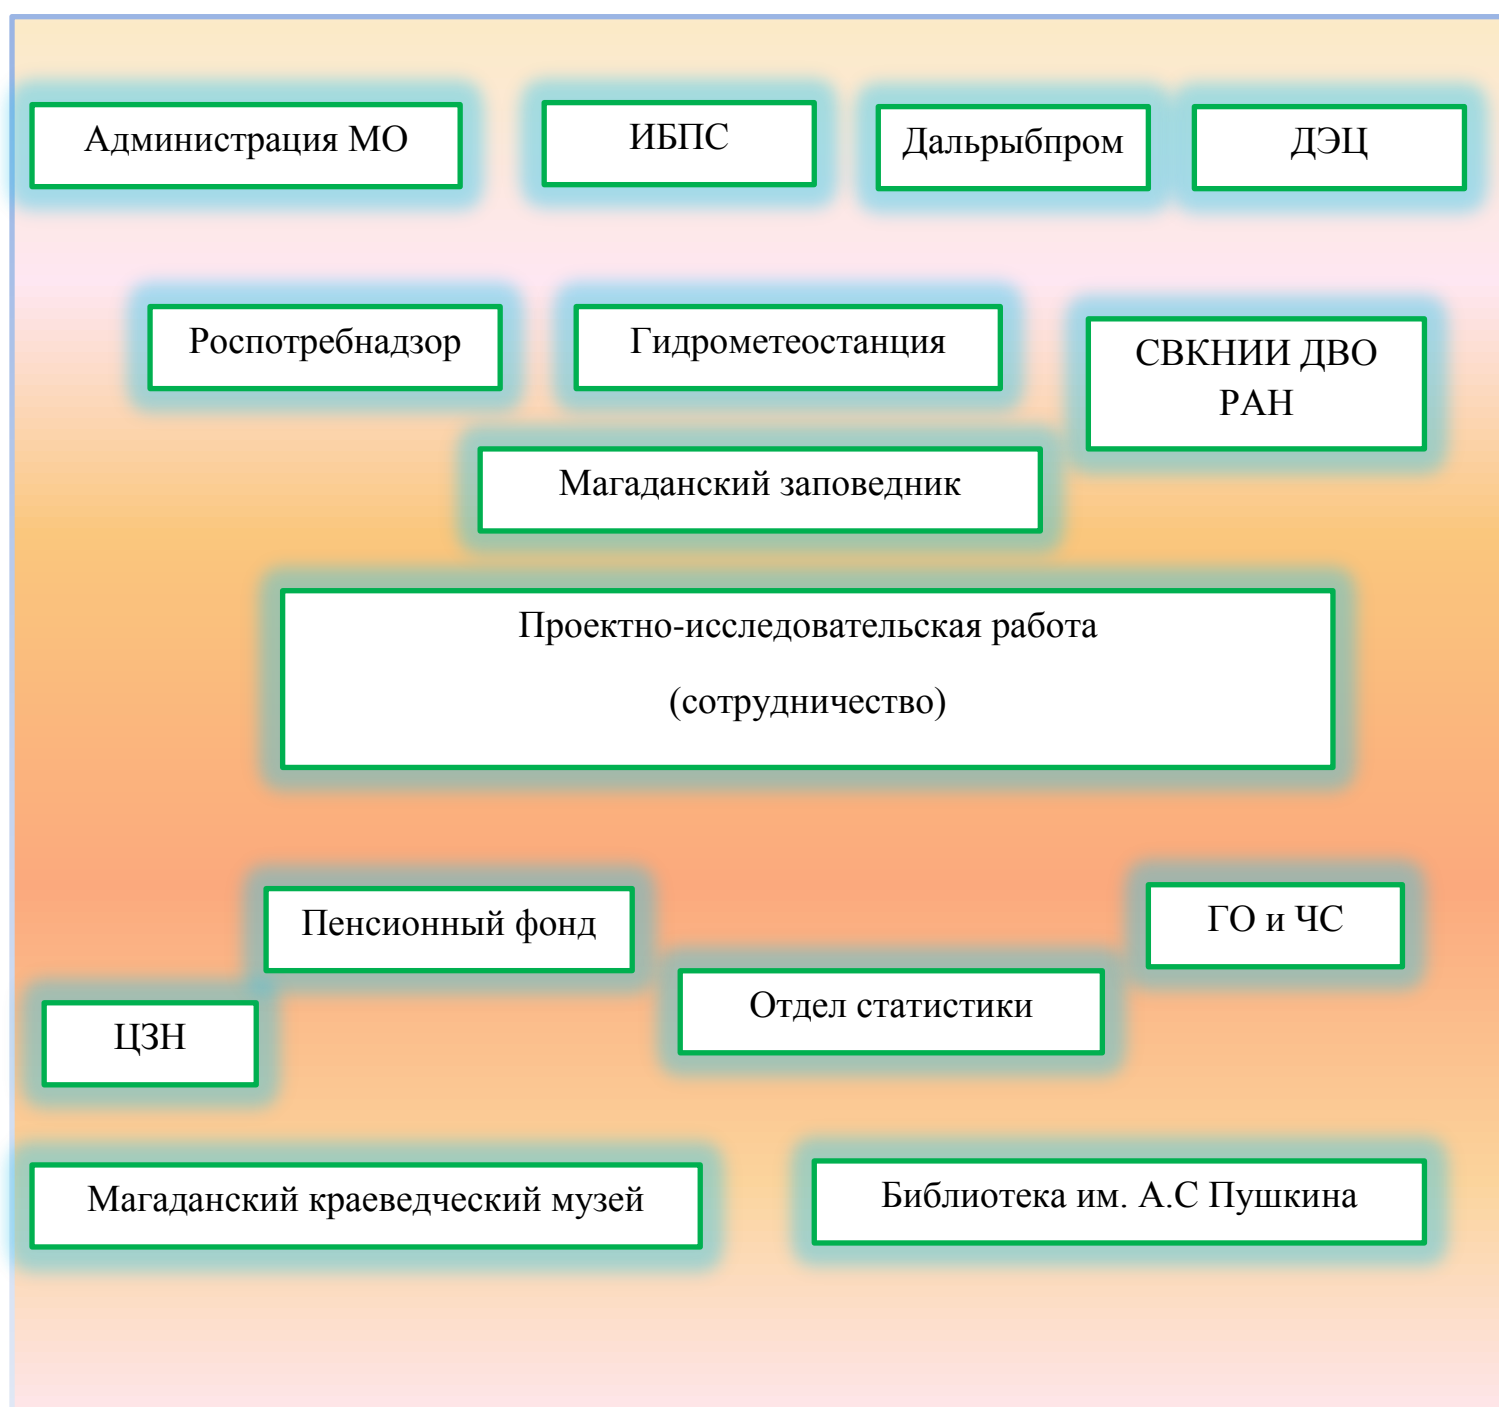 Администрация МО
ИБПС
Дальрыбпром
ДЭЦ
Роспотребнадзор
Гидрометеостанция
СВКНИИ ДВО
РАН
Магаданский заповедник
Проектно-исследовательская работа
(сотрудничество)
Пенсионный фонд
ГО и ЧС
Отдел статистики
ЦЗН
Магаданский краеведческий музей
Библиотека им. А.С Пушкина